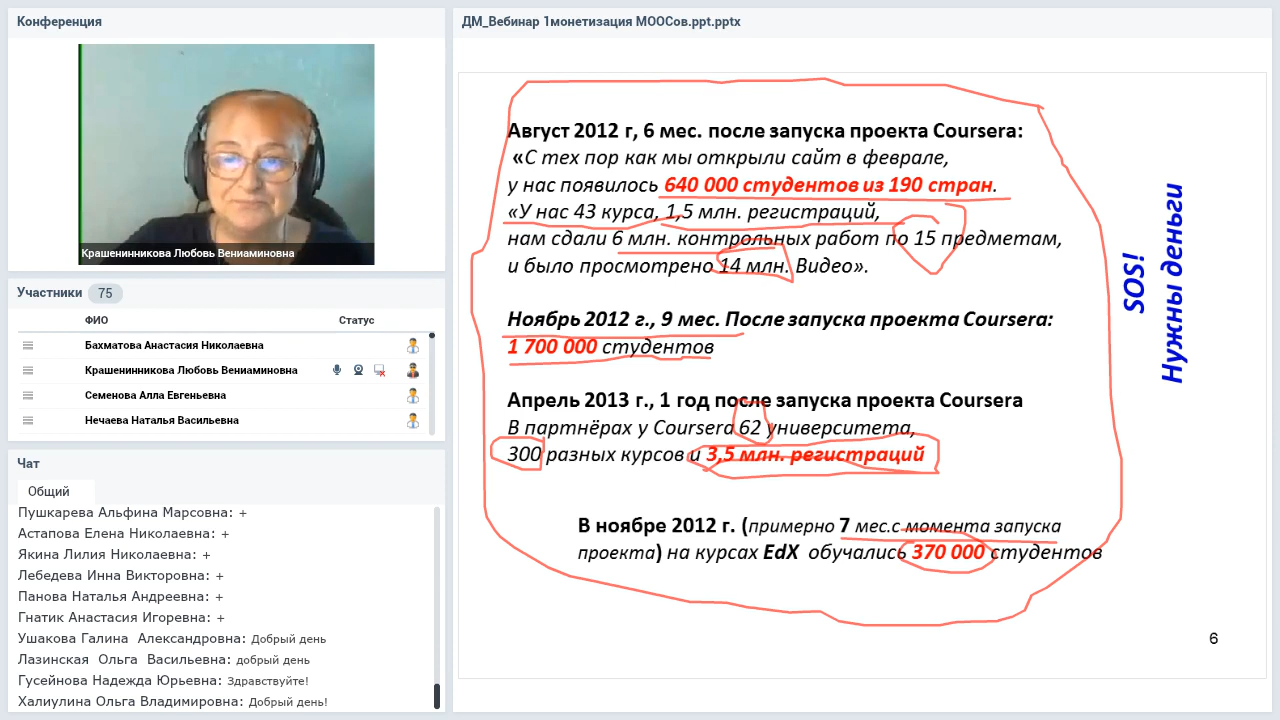 Конференция
Крашенинникова Любовь Вениаминовна
Участники 75
ФИО Статус
Бахматова Анастасия Николаевна
Крашенинникова Любовь Вениаминовна
Семенова Алла Евгеньевна
Нечаева Наталья Васильевна
Чат
Общий
Пушкарева Альфина Марсовна: +
Астапова Елена Николаевна: +
Якина Лилия Николаевна: +
Лебедева Инна Викторовна: +
Панова Наталья Андреевна: +
Гнатик Анастасия Игоревна: +
Ушакова Галина Александровна: Добрый день
Лазинская Ольга Васильевна: добрый день
Гусейнова Надежда Юрьевна: Здравствуйте!
Халиулина Ольга Владимировна: Добрый день!
ДМ_Вебинар 1монетизация МООСов.ppt.pptx
Август 2012 г, 6 мес. после запуска проекта Coursera:
«С тех пор как мы открыли сайт в феврале,
у нас появилось 640 000 студентов из 190 стран.
«У нас 43 курса, 1,5 млн. регистраций,
нам сдали 6 млн. контрольных работ по 15 предметам,
и было просмотрено 14 млн. Видео».
Ноябрь 2012 г., 9 мес. После запуска проекта Coursera:
1 700 000 студентов
Апрель 2013 г., 1 год после запуска проекта Coursera
В партнёрах у Coursera 62 университета,
300 разных курсов и 3,5 млн. регистраций
В ноябре 2012 г. (примерно 7 мес.с момента запуска
проекта) на курсах EdX обучались 370 000 студентов
SOS!
Нужны деньги
6